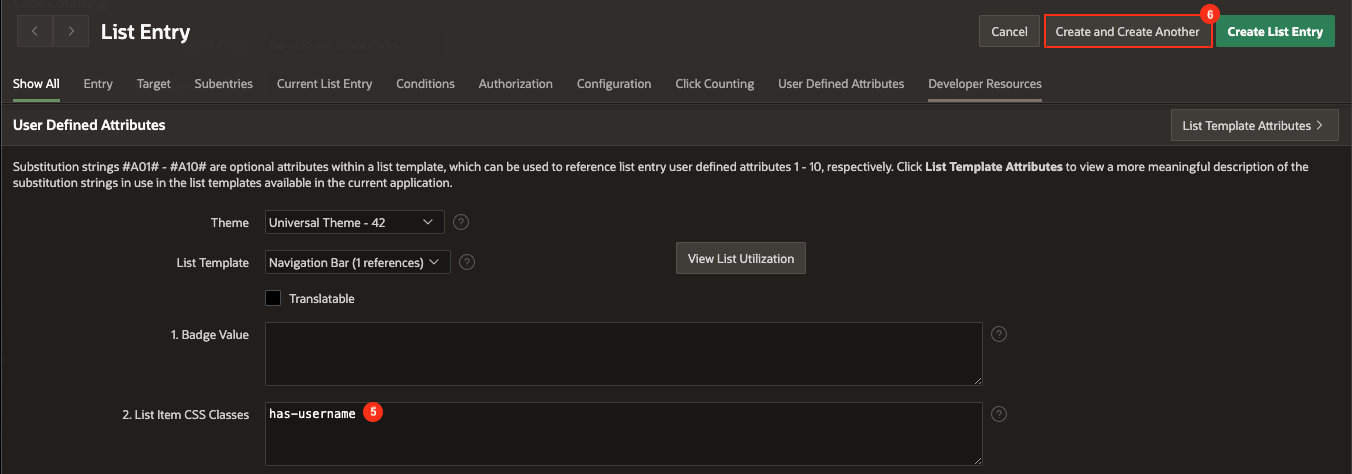 List Entry
Cancel
Create and Create Another
6
Create List Entry
Show All Entry Target Subentries Current List Entry Conditions Authorization Configuration Click Counting User Defined Attributes Developer Resources
User Defined Attributes
List Template Attributes >
Substitution strings #A01# - #A10# are optional attributes within a list template, which can be used to reference list entry user defined attributes 1 - 10, respectively. Click List Template Attributes to view a more meaningful description of the
substitution strings in use in the list templates available in the current application.
Theme Universal Theme - 42 ?
List Template Navigation Bar (1 references) ? View List Utilization
Translatable
1. Badge Value ?
2. List Item CSS Classes has-username 5 ?